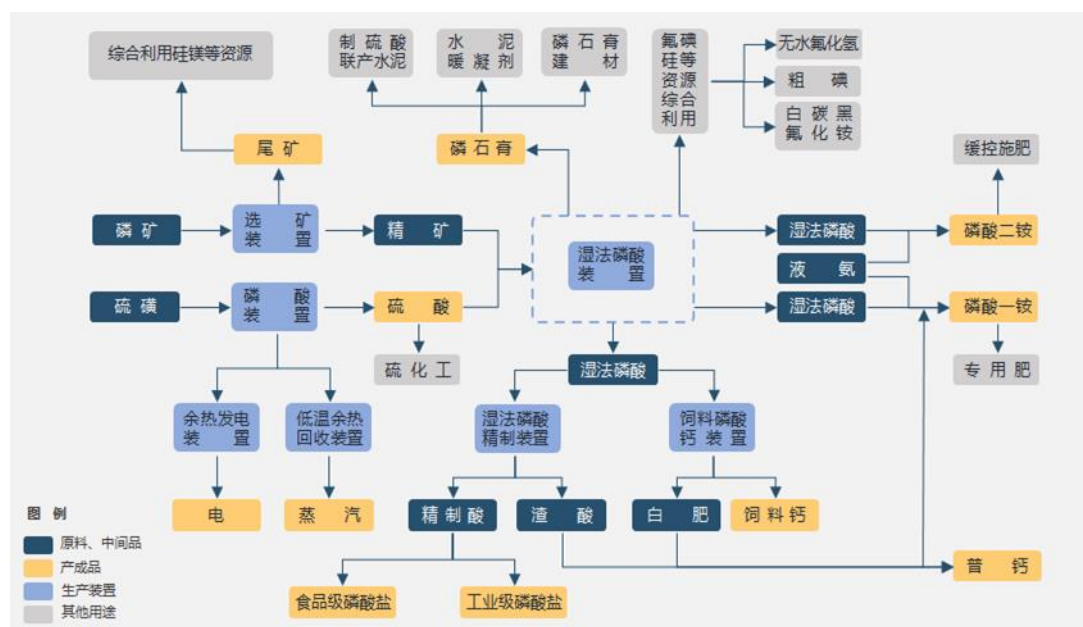 综合利用硅镁等资源
制硫酸
联产水泥
水泥
暖凝剂
磷石膏
建材
氟碘
硅等
资源
综合
利用
无水氟化氢
粗碘
白碳黑
氟化铵
尾矿
磷石膏
缓控施肥
磷矿
选矿
装置
精矿
湿法磷酸
装置
湿法磷酸
磷酸二铵
液氨
硫磺
磷酸
装置
硫酸
湿法磷酸
磷酸一铵
硫化工
湿法磷酸
专用肥
余热发电
装置
低温余热
回收装置
湿法磷酸
精制装置
饲料磷酸
钙装置
电
蒸汽
精制酸
渣酸
白肥
饲料钙
图例
原料、中间品
产成品
生产装置
其他用途
食品级磷酸盐
工业级磷酸盐
普钙